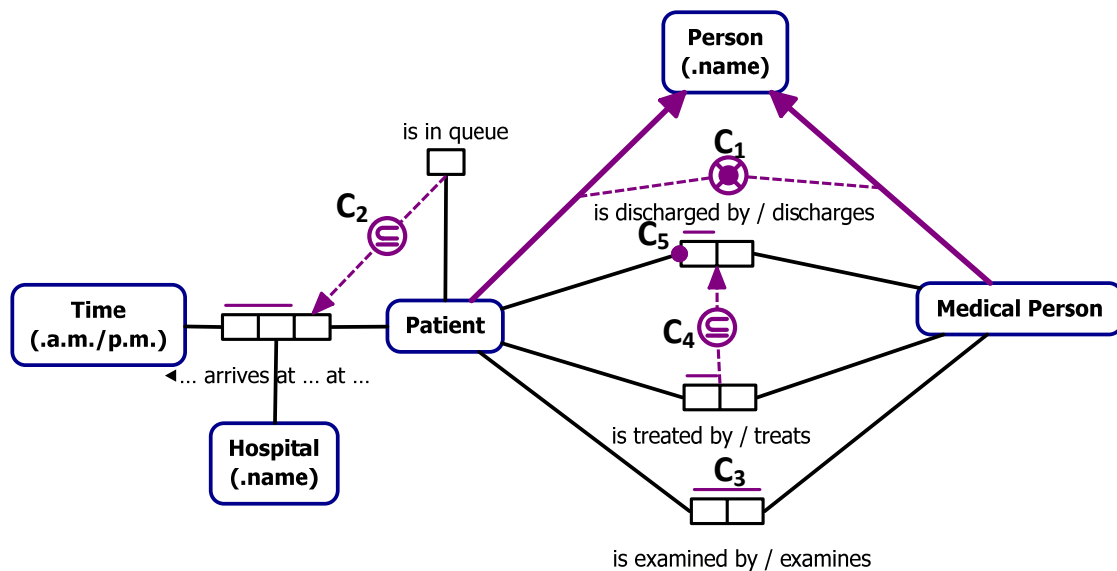 Person
(.name)
is in queue
C1
C2
is discharged by / discharges
C5
Time
(.a.m./p.m.)
Patient
Medical Person
C4
◄... arrives at ... at ...
Hospital
(.name)
is treated by / treats
C3
is examined by / examines